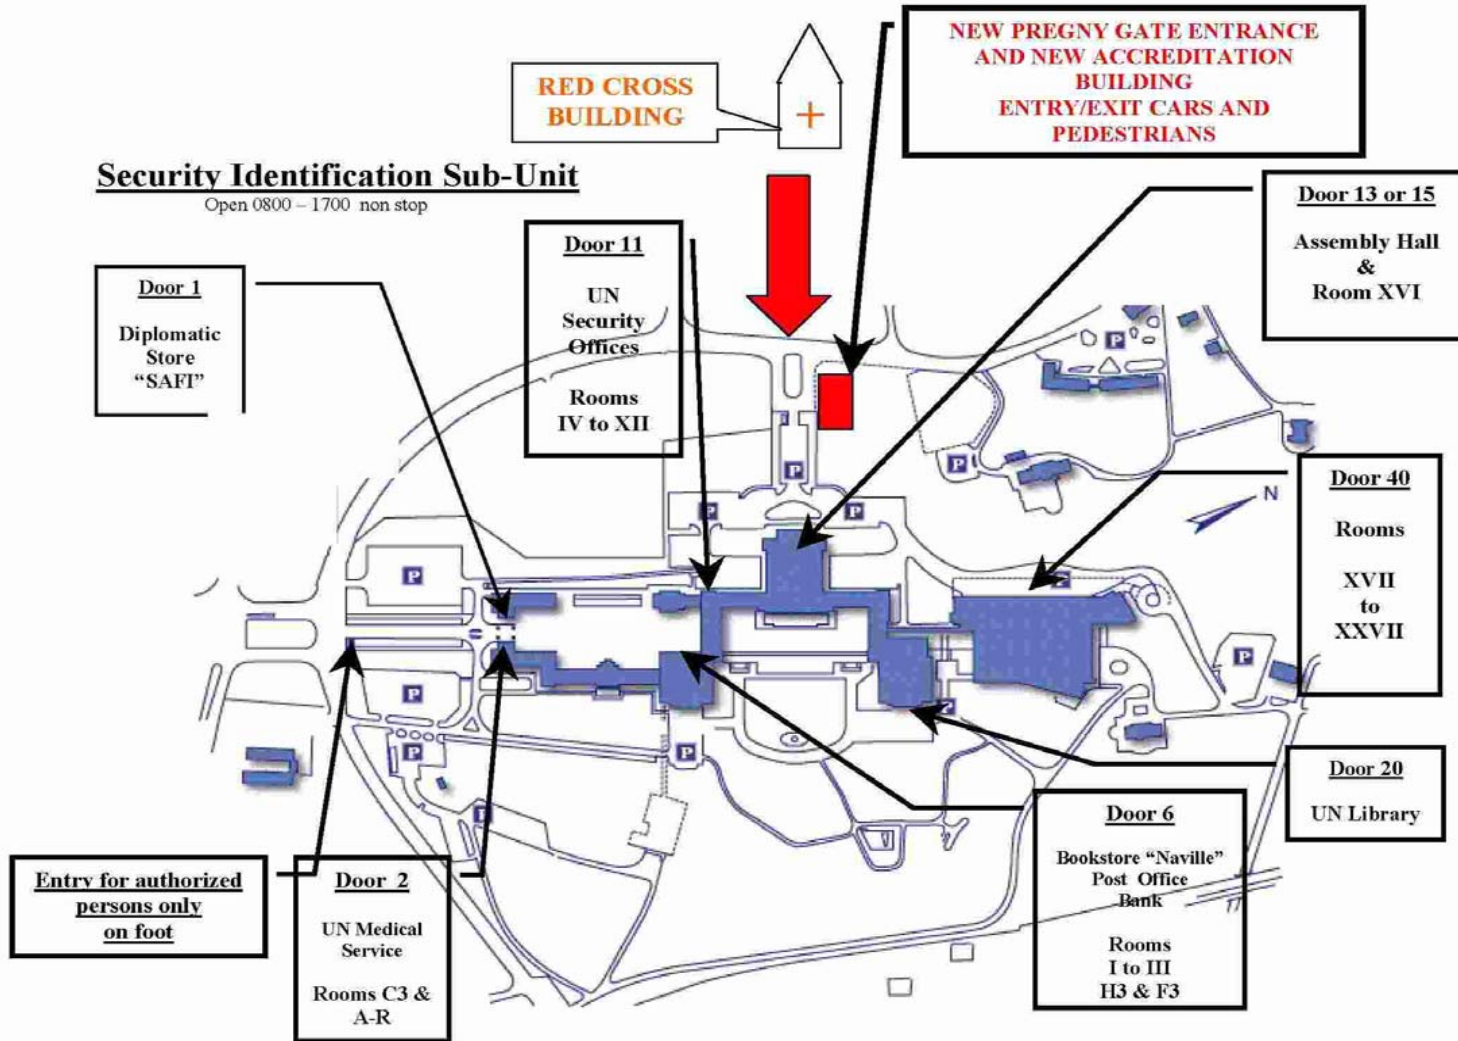 NEW PREGNY GATE ENTRANCE
AND NEW ACCREDITATION
BUILDING
ENTRY/EXIT CARS AND
PEDESTRIANS
RED CROSS
BUILDING
+
Security Identification Sub-Unit
Open 0800 – 1700 non stop
Door 1
Diplomatic
Store
“SAFI”
Door 11
UN
Security
Offices
Rooms
IV to XII
Door 13 or 15
Assembly Hall
&
Room XVI
Door 40
Rooms
XVII
to
XXVII
N
P
P
P
P
P
P
P
P
P
P
P
P
P
P
Door 20
UN Library
Door 6
Bookstore “Naville”
Post Office
Bank
Rooms
I to III
H3 & F3
Door 2
UN Medical
Service
Rooms C3 &
A-R
Entry for authorized
persons only
on foot